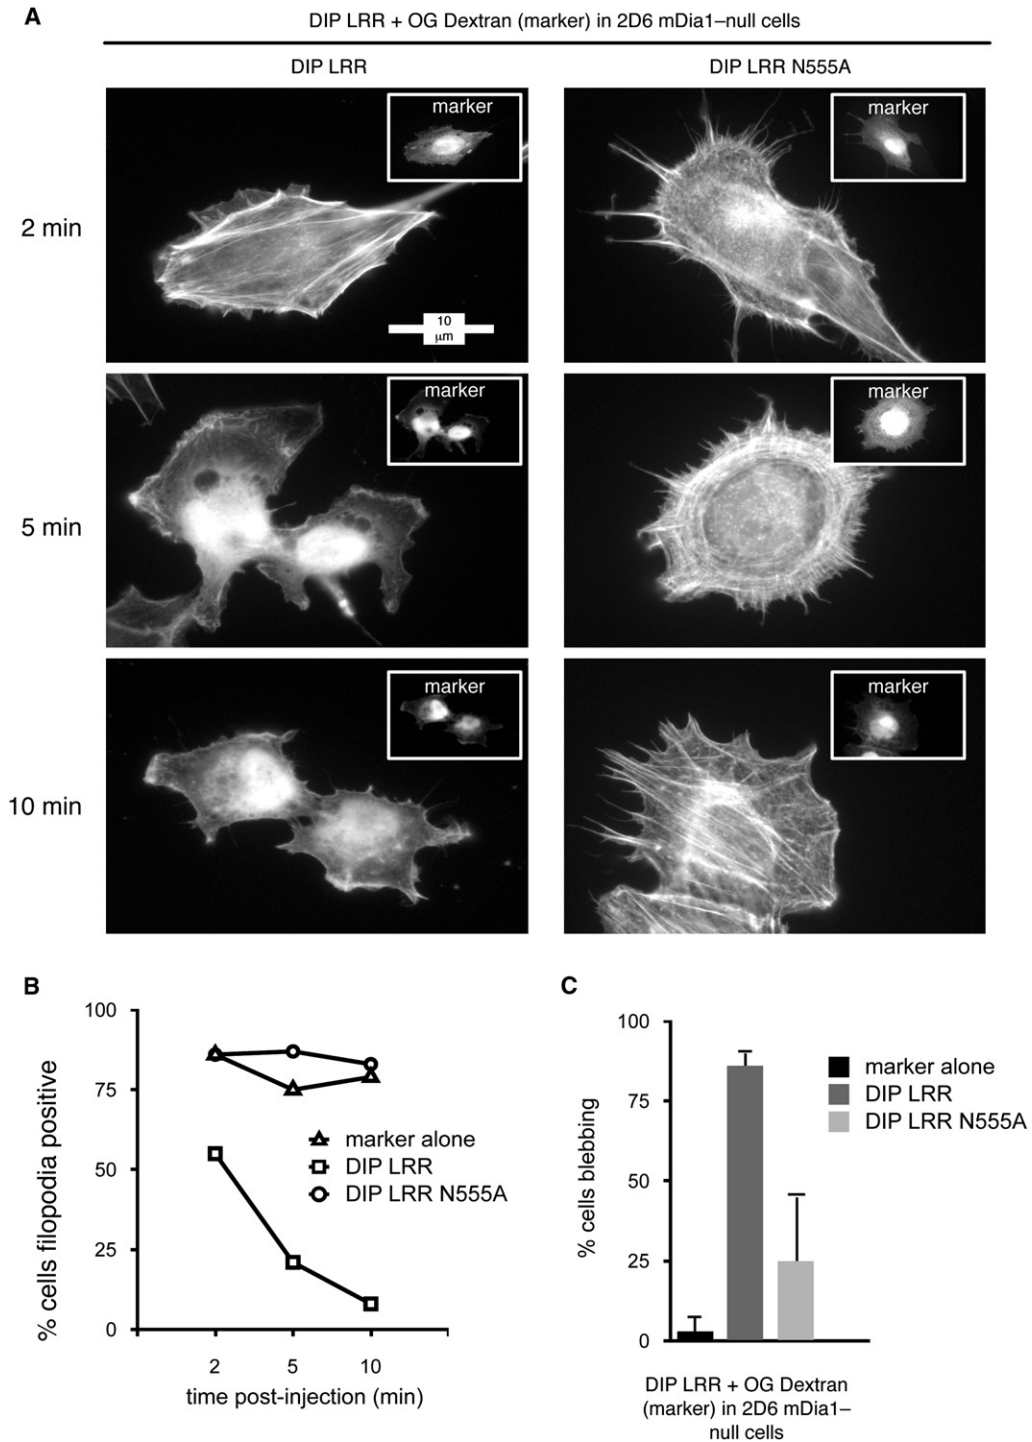 A
DIP LRR + OG Dextran (marker) in 2D6 mDia1–null cells
DIP LRR
DIP LRR N555A
2 min
marker
10
μm
marker
5 min
marker
marker
10 min
marker
marker
B
% cells filopodia positive
100
75
50
25
0
2
5
10
time post-injection (min)
marker alone
DIP LRR
DIP LRR N555A
C
% cells blebbing
100
75
50
25
0
marker alone
DIP LRR
DIP LRR N555A
DIP LRR + OG Dextran
(marker) in 2D6 mDia1–
null cells